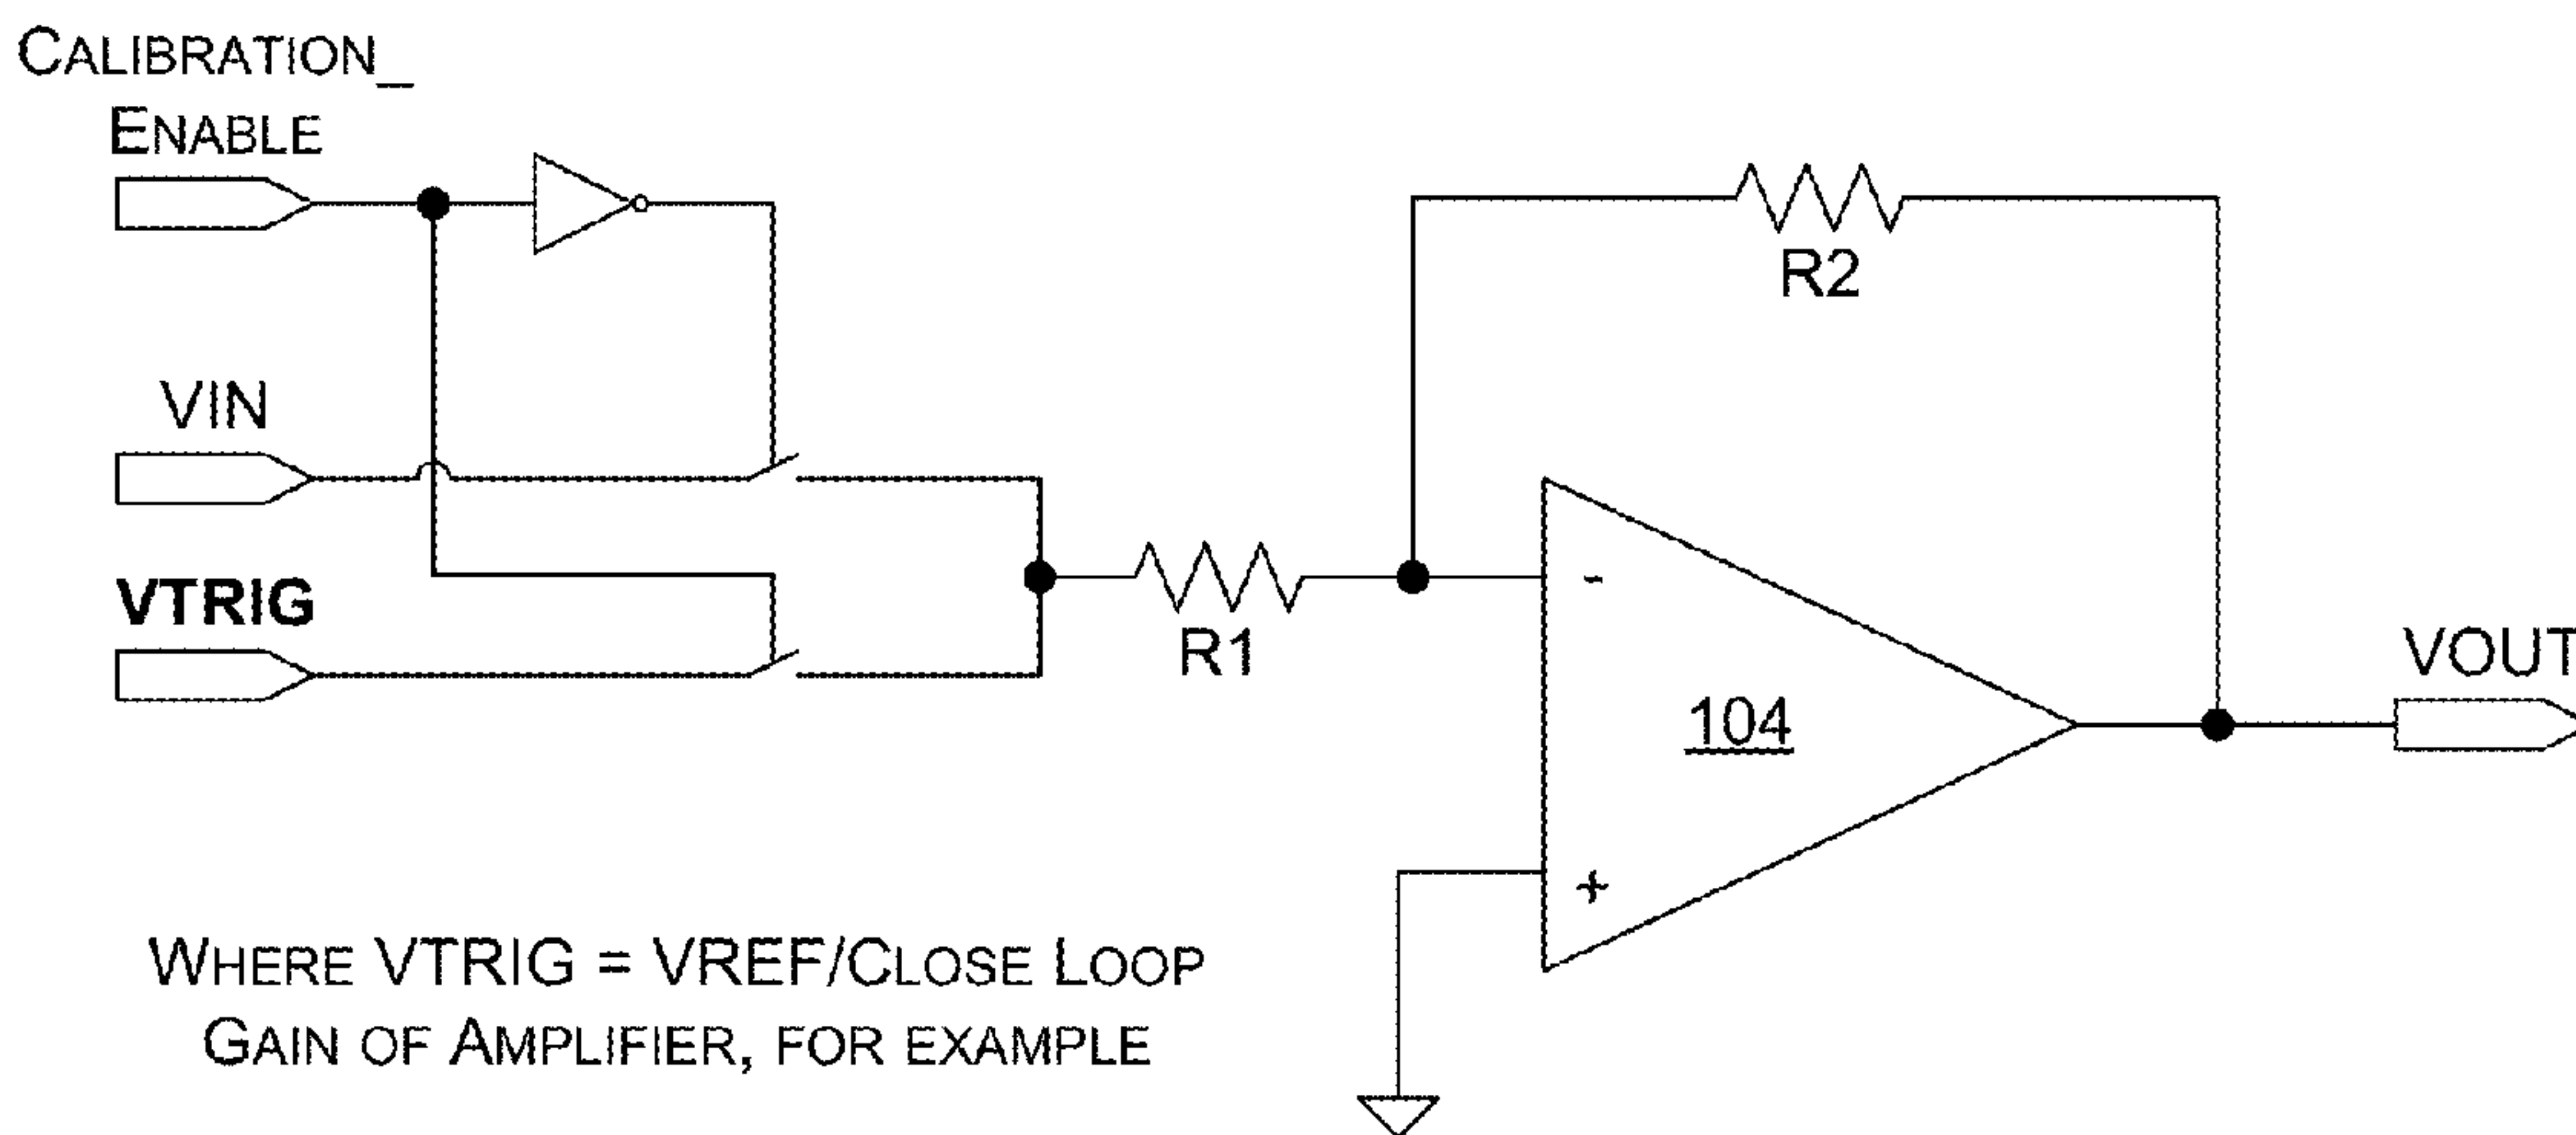 CALIBRATION_
ENABLE
VIN
VTRIG
R2
R1
-
+
104
VOUT
WHERE VTRIG = VREF/CLOSE LOOP
GAIN OF AMPLIFIER, FOR EXAMPLE